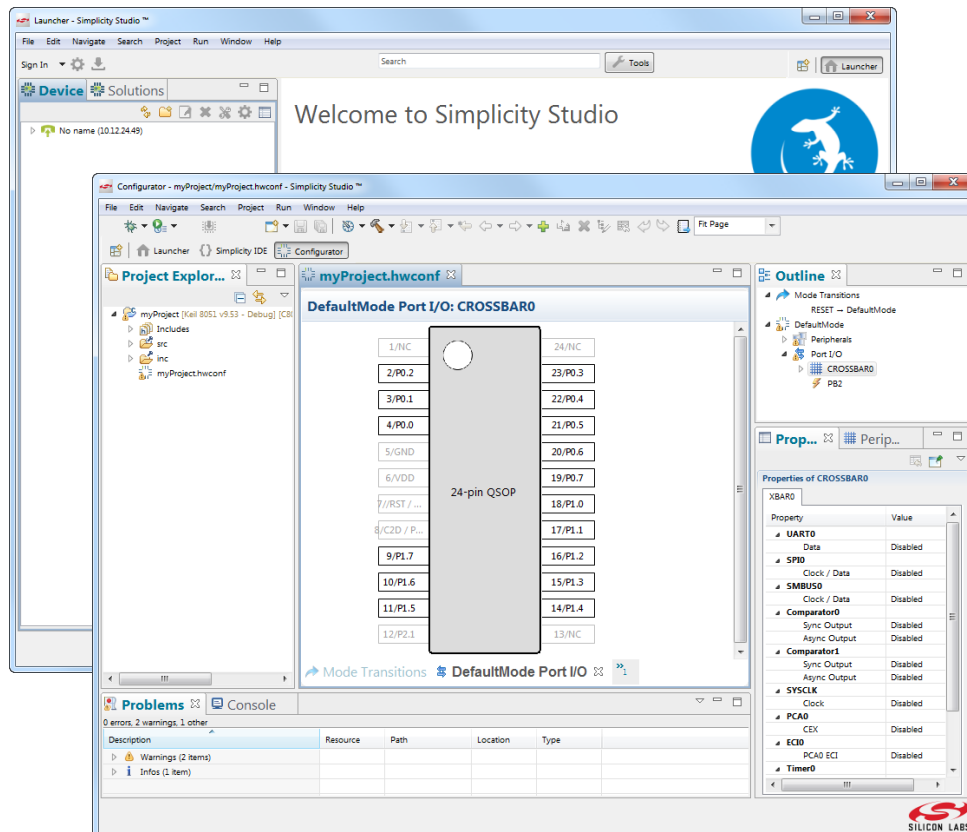 Launcher - Simplicity Studio ™
File Edit Navigate Search Project Run Window Help
Sign In
Search
Tools
Launcher
Device
Solutions
No name (10.12.24.49)
Welcome to Simplicity Studio
Configurator - myProject/myProject.hwconf - Simplicity Studio ™
File Edit Navigate Search Project Run Window Help
Fit Page
Launcher {} Simplicity IDE Configurator
Project Explor...
myProject [Keil 8051 v9.53 - Debug] [C8
Includes
src
inc
myProject.hwconf
myProject.hwconf
DefaultMode Port I/O: CROSSBAR0
1/NC 24/NC
2/P0.2 23/P0.3
3/P0.1 22/P0.4
4/P0.0 21/P0.5
5/GND 20/P0.6
6/VDD 19/P0.7
24-pin QSOP
7//RST / ... 18/P1.0
8/C2D / P... 17/P1.1
9/P1.7 16/P1.2
10/P1.6 15/P1.3
11/P1.5 14/P1.4
12/P2.1 13/NC
Mode Transitions DefaultMode Port I/O »1
Outline
Mode Transitions
RESET → DefaultMode
DefaultMode
Peripherals
Port I/O
CROSSBAR0
PB2
Prop... Perip...
Properties of CROSSBAR0
XBAR0
Property Value
UART0
Data Disabled
SPI0
Clock / Data Disabled
SMBUS0
Clock / Data Disabled
Comparator0
Sync Output Disabled
Async Output Disabled
Comparator1
Sync Output Disabled
Async Output Disabled
SYSCLK
Clock Disabled
PCA0
CEX Disabled
ECI0
PCA0 ECI Disabled
Timer0
Problems Console
0 errors, 2 warnings, 1 other
Description Resource Path Location Type
Warnings (2 items)
Infos (1 item)
SILICON LABS